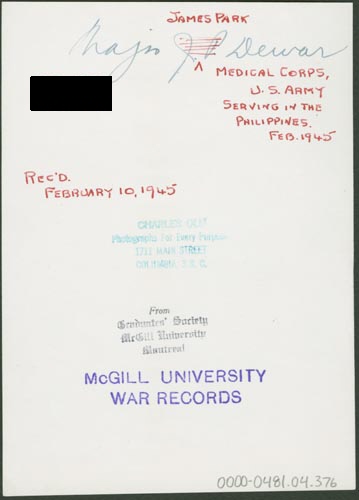 JAMES PARK
Major J P Dewar
MEDICAL CORPS,
U.S. ARMY
SERVING IN THE
PHILIPPINES.
FEB. 1945
REC'D.
FEBRUARY 10, 1945
CHARLES
Photographs For Every Purpose
MAIN STREET
COLUMBIA, S. C.
From
Graduates' Society
McGill University
Montreal
McGILL UNIVERSITY
WAR RECORDS
0000-0481.04.376